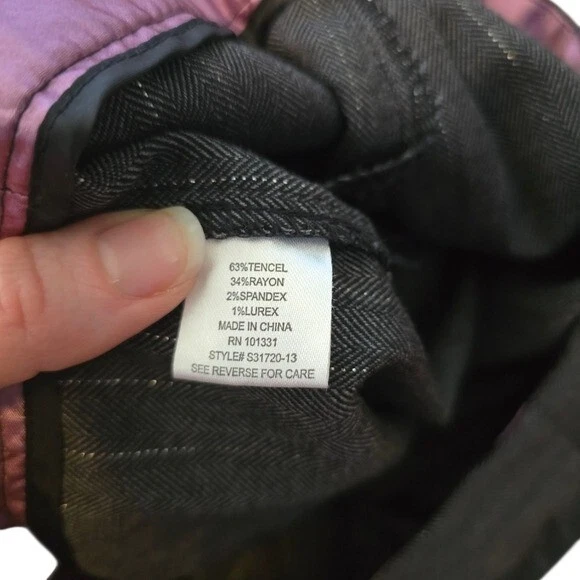 63%TENCEL
34%RAYON
2%SPANDEX
1%LUREX
MADE IN CHINA
RN 101331
STYLE# S31720-13
SEE REVERSE FOR CARE